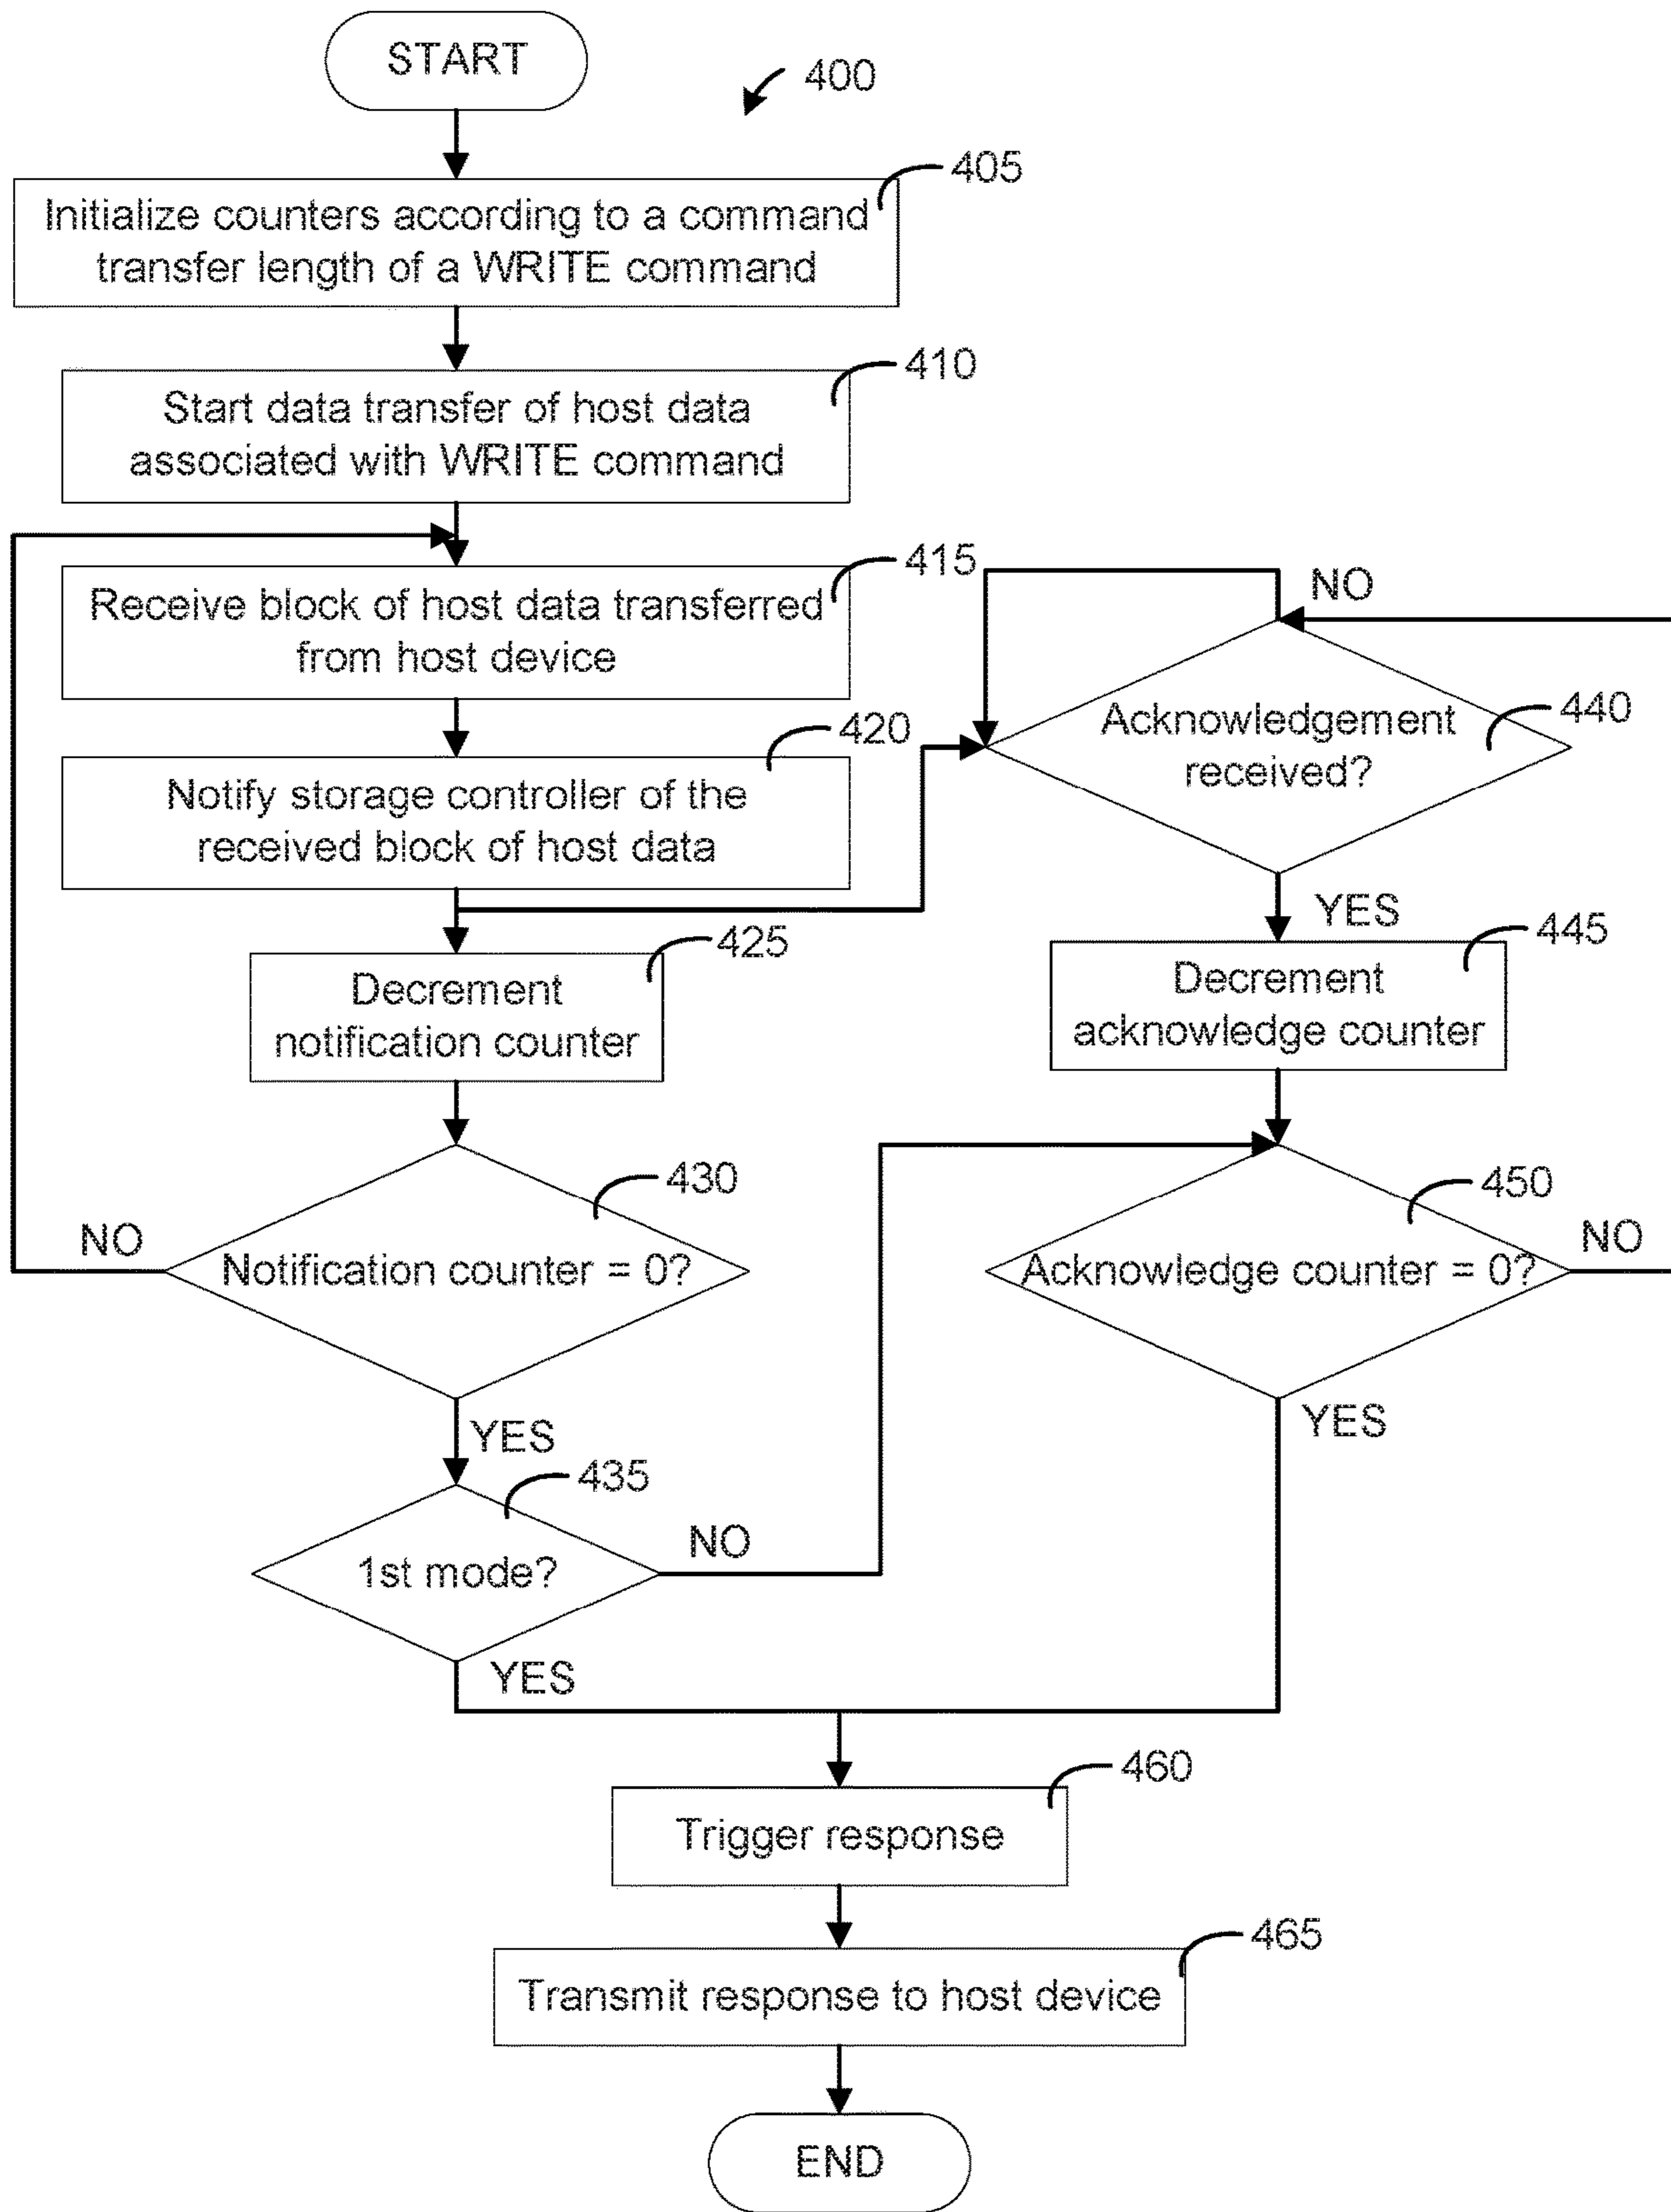 START
400
405
Initialize counters according to a command
transfer length of a WRITE command
410
Start data transfer of host data
associated with WRITE command
415
Receive block of host data transferred
from host device
420
Notify storage controller of the
received block of host data
425
Decrement
notification counter
430
NO
Notification counter = 0?
YES
435
1st mode?
NO
YES
NO
440
Acknowledgement
received?
YES
445
Decrement
acknowledge counter
450
NO
Acknowledge counter = 0?
YES
460
Trigger response
465
Transmit response to host device
END